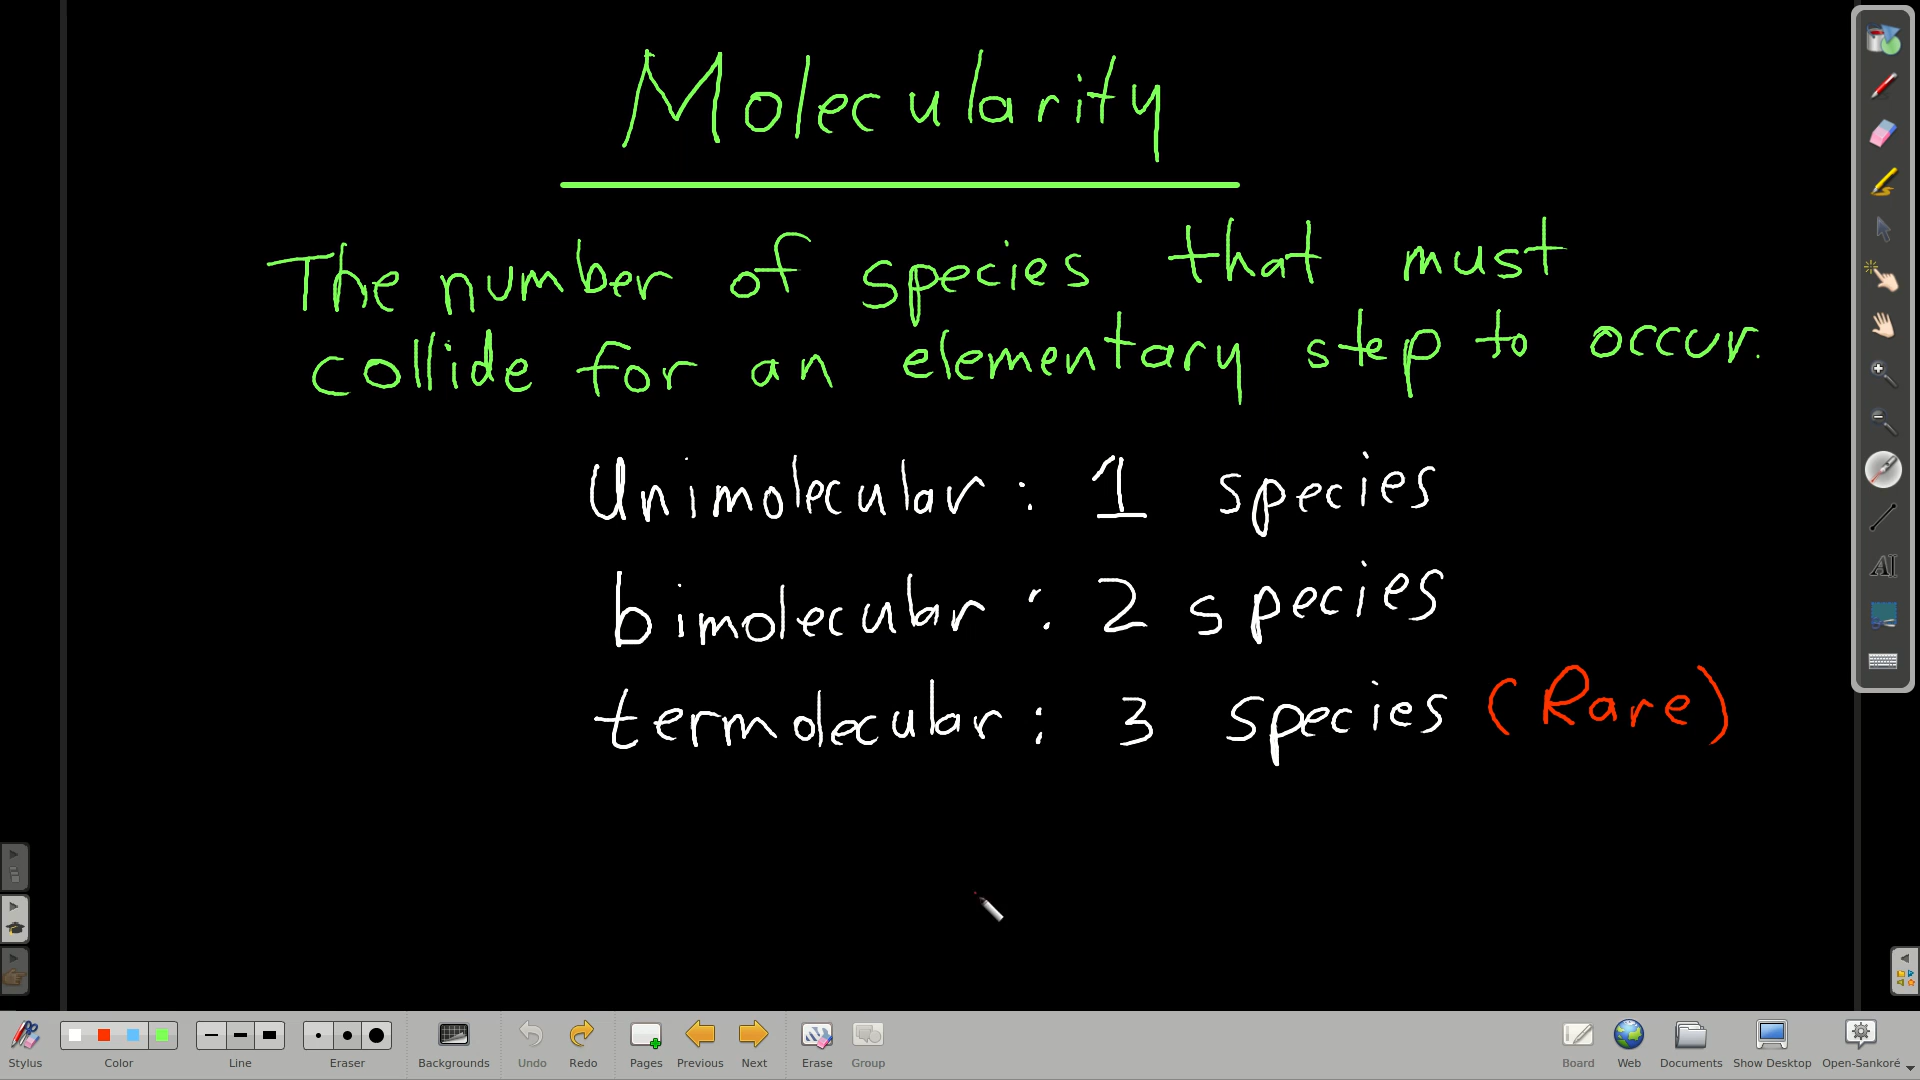 Molecularity
The number of species that must
collide for an elementary step to occur.
Unimolecular: 1 species
bimolecular: 2 species
termolecular: 3 species (Rare)
Stylus Color Line Eraser Backgrounds Undo Redo Pages Previous Next Erase Group Board Web Documents Show Desktop Open-Sankoré